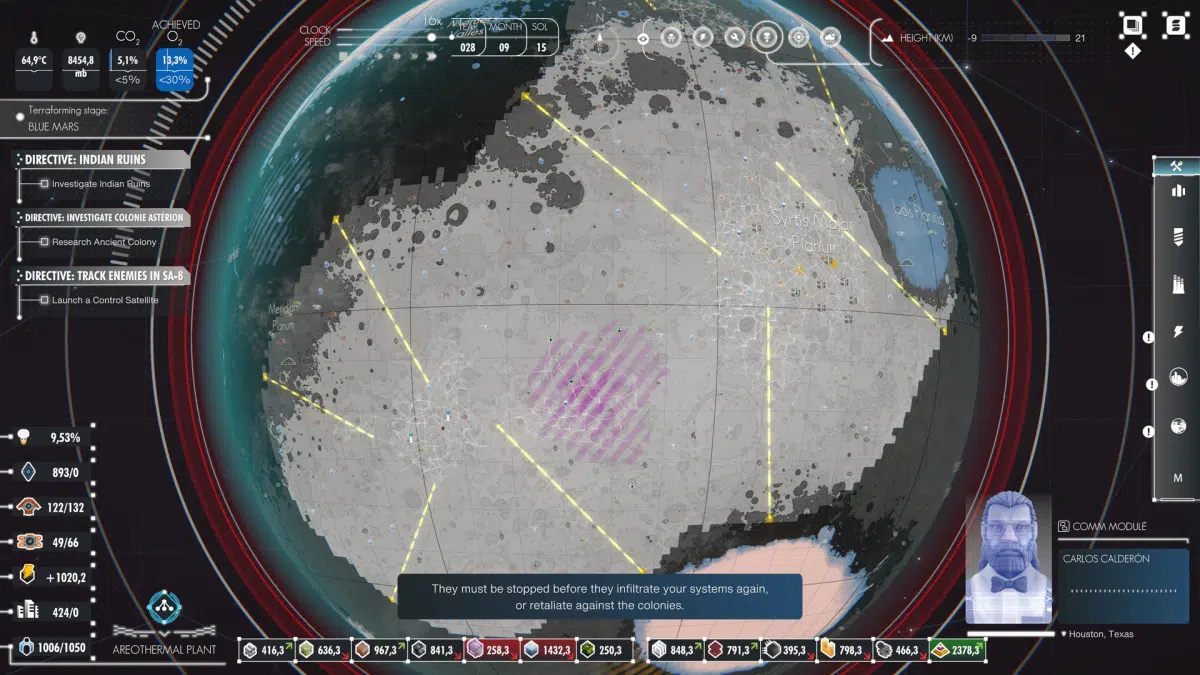 ACHIEVED
CO₂
O₂
64,9°C
8454,8
mb
5,1%
<5%
13,3%
<30%
Terraforming stage:
BLUE MARS
DIRECTIVE: INDIAN RUINS
Investigate Indian Ruins
DIRECTIVE: INVESTIGATE COLONIE ASTÉRION
Research Ancient Colony
DIRECTIVE: TRACK ENEMIES IN SA-8
Launch a Control Satellite
CLOCK
SPEED
16x
YEAR
MONTH
SOL
028
09
15
N
HEIGHT(KM)
-9
21
Syrtis Major
Planum
Isidis Planitia
Meridiani
Planum
9,53%
893/0
122/132
49/66
+1020,2
424/0
1006/1050
AREOTHERMAL PLANT
They must be stopped before they infiltrate your systems again,
or retaliate against the colonies.
416,3
636,3
967,3
841,3
258,3
1432,3
250,3
848,3
791,3
395,3
798,3
466,3
2378,3
M
COMM MODULE
CARLOS CALDERÓN
Houston, Texas